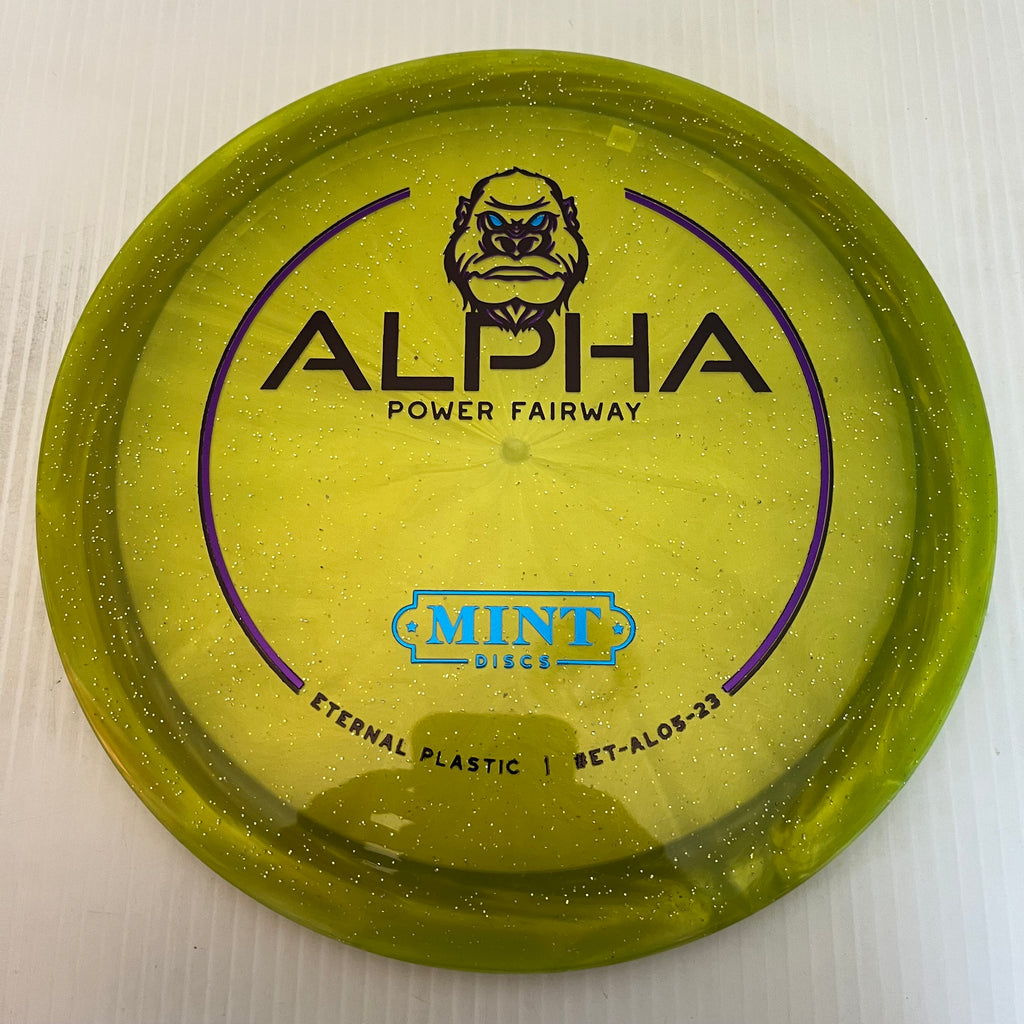 ALPHA
POWER FAIRWAY
MINT
DISCS
ETERNAL PLASTIC | #ET-AL05-23